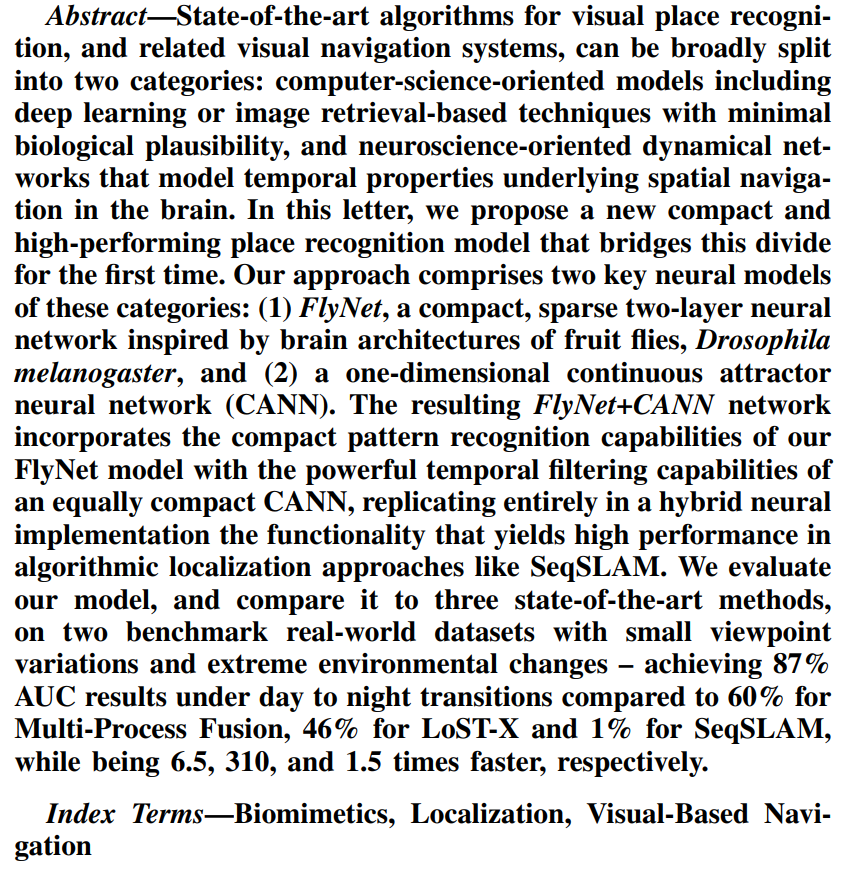 Abstract—State-of-the-art algorithms for visual place recogni-
tion, and related visual navigation systems, can be broadly split
into two categories: computer-science-oriented models including
deep learning or image retrieval-based techniques with minimal
biological plausibility, and neuroscience-oriented dynamical net-
works that model temporal properties underlying spatial naviga-
tion in the brain. In this letter, we propose a new compact and
high-performing place recognition model that bridges this divide
for the first time. Our approach comprises two key neural models
of these categories: (1) FlyNet, a compact, sparse two-layer neural
network inspired by brain architectures of fruit flies, Drosophila
melanogaster, and (2) a one-dimensional continuous attractor
neural network (CANN). The resulting FlyNet+CANN network
incorporates the compact pattern recognition capabilities of our
FlyNet model with the powerful temporal filtering capabilities of
an equally compact CANN, replicating entirely in a hybrid neural
implementation the functionality that yields high performance in
algorithmic localization approaches like SeqSLAM. We evaluate
our model, and compare it to three state-of-the-art methods,
on two benchmark real-world datasets with small viewpoint
variations and extreme environmental changes – achieving 87%
AUC results under day to night transitions compared to 60% for
Multi-Process Fusion, 46% for LoST-X and 1% for SeqSLAM,
while being 6.5, 310, and 1.5 times faster, respectively.
Index Terms—Biomimetics, Localization, Visual-Based Navi-
gation